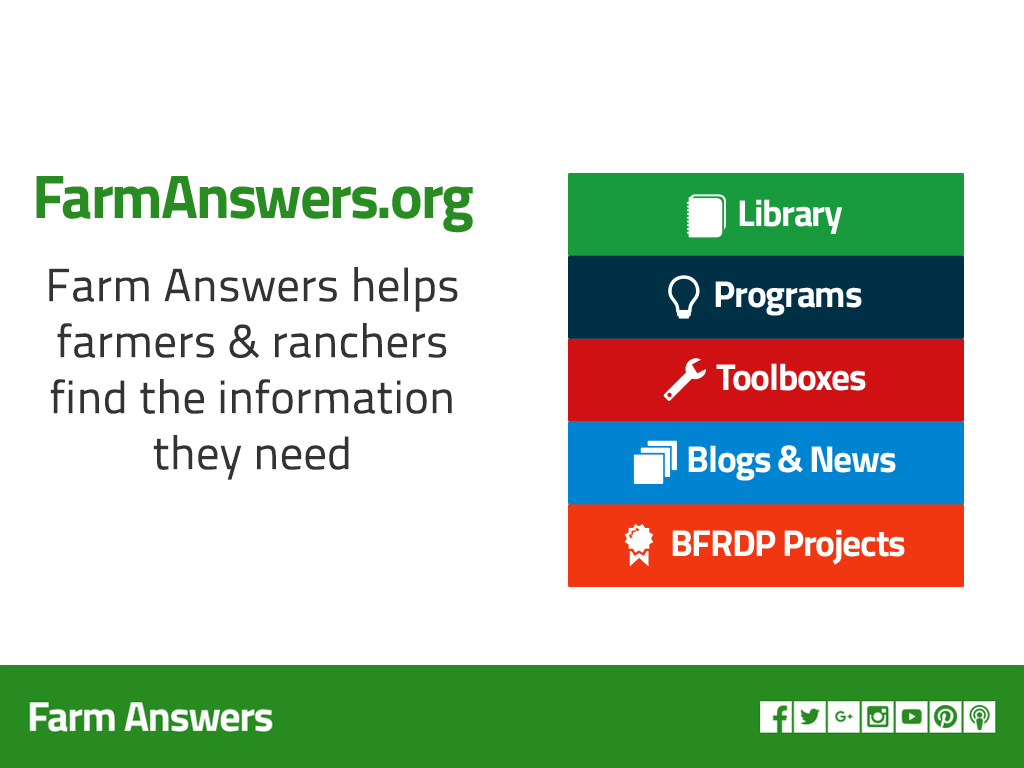 FarmAnswers.org
Farm Answers helps
farmers & ranchers
find the information
they need
Library
Programs
Toolboxes
Blogs & News
BFRDP Projects
Farm Answers
G+